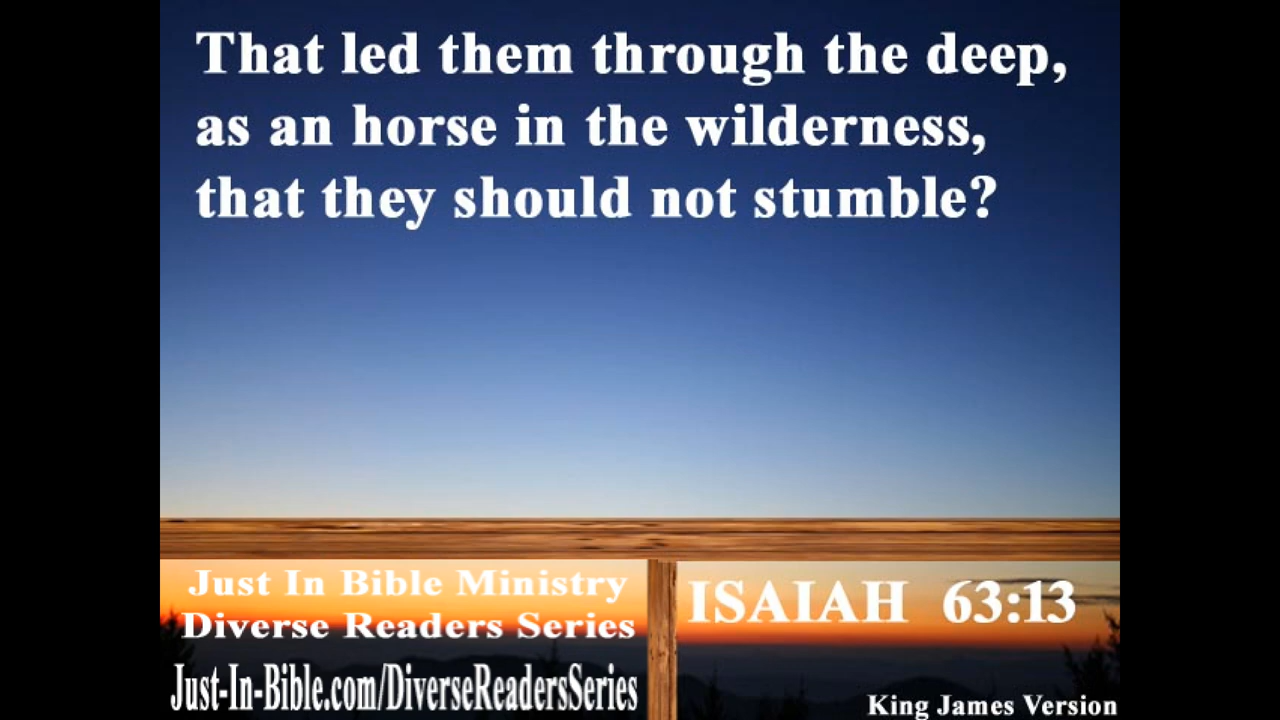 That led them through the deep,
as an horse in the wilderness,
that they should not stumble?
Just In Bible Ministry
Diverse Readers Series
Just-In-Bible.com/DiverseReadersSeries
ISAIAH 63:13
King James Version